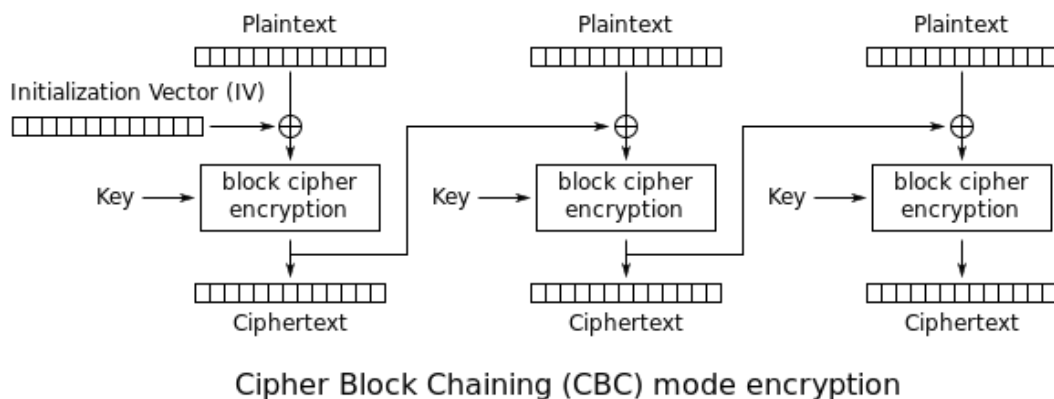 Plaintext
Plaintext
Plaintext
Initialization Vector (IV)
Key
block cipher
encryption
Key
block cipher
encryption
Key
block cipher
encryption
Ciphertext
Ciphertext
Ciphertext
Cipher Block Chaining (CBC) mode encryption